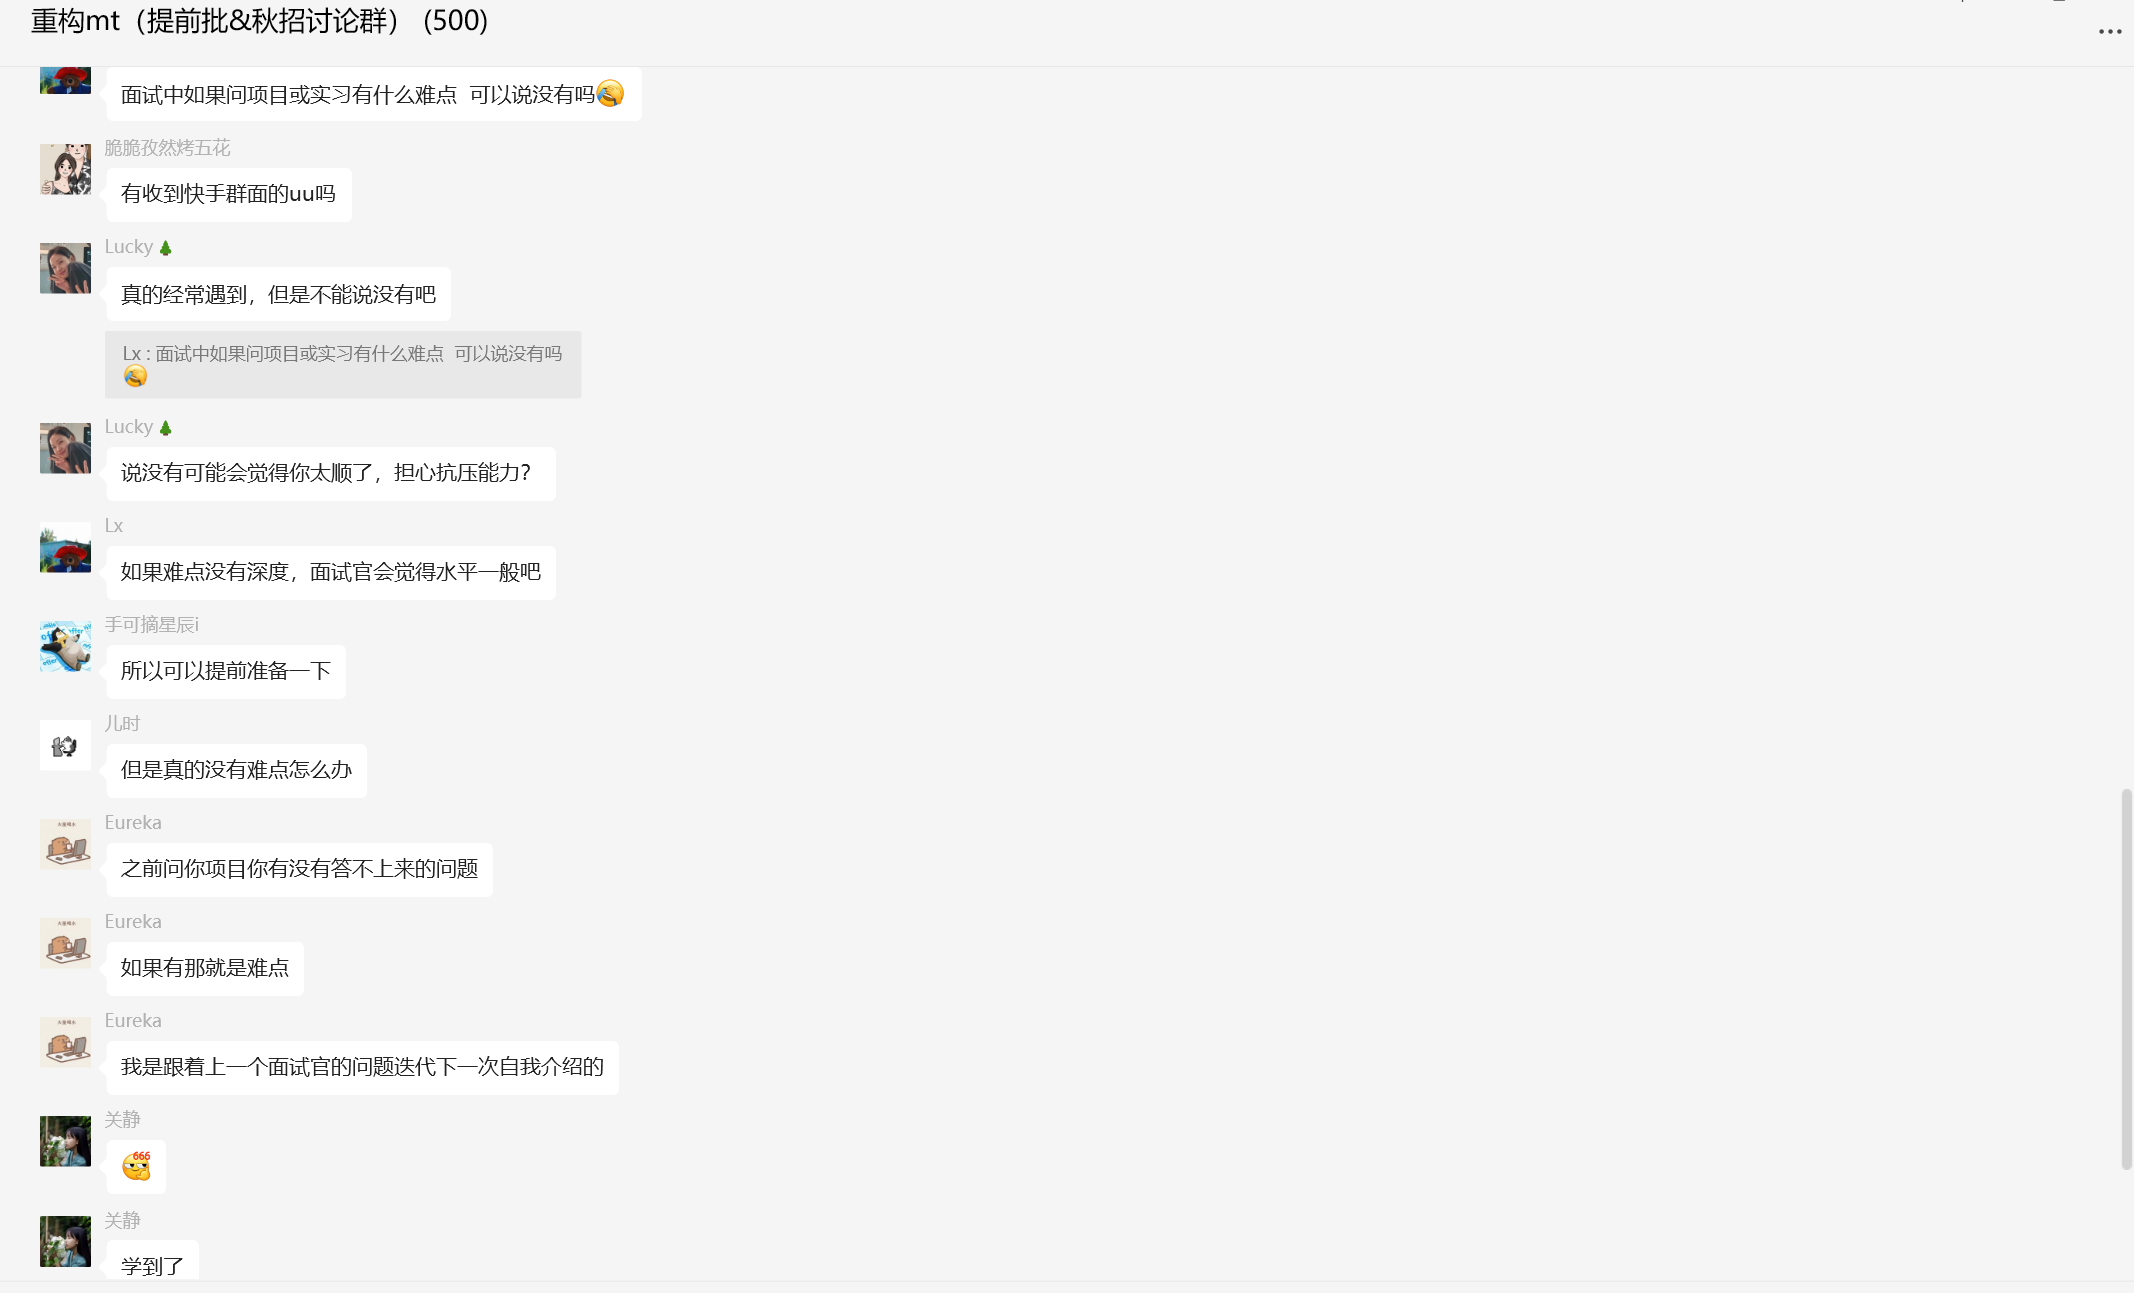 重构mt（提前批&秋招讨论群） (500)
面试中如果问项目或实习有什么难点 可以说没有吗
脆脆孜然烤五花
有收到快手群面的uu吗
Lucky
真的经常遇到，但是不能说没有吧
Lx : 面试中如果问项目或实习有什么难点 可以说没有吗
Lucky
说没有可能会觉得你太顺了，担心抗压能力？
Lx
如果难点没有深度，面试官会觉得水平一般吧
手可摘星辰i
所以可以提前准备一下
儿时
但是真的没有难点怎么办
Eureka
之前问你项目你有没有答不上来的问题
Eureka
如果有那就是难点
Eureka
我是跟着上一个面试官的问题迭代下一次自我介绍的
关静
666
关静
学到了